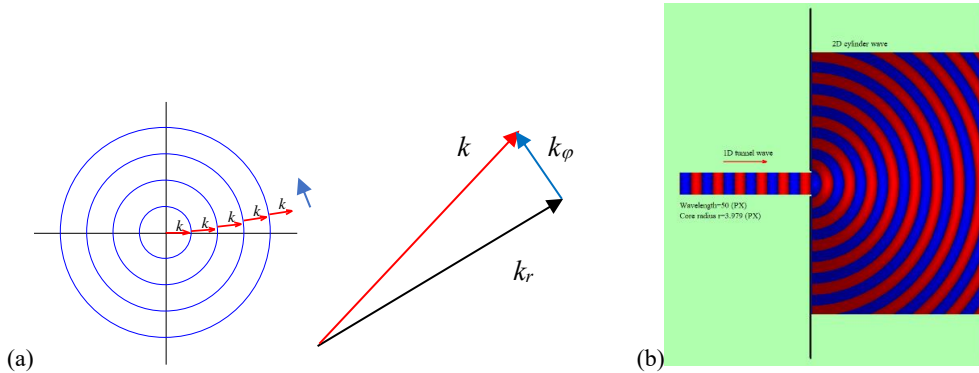 (a)
k
k
k
k
k
k
kφ
kr
(b)
2D cylinder wave
1D tunnel wave
Wavelength=50 (PX)
Core radius r=3.979 (PX)